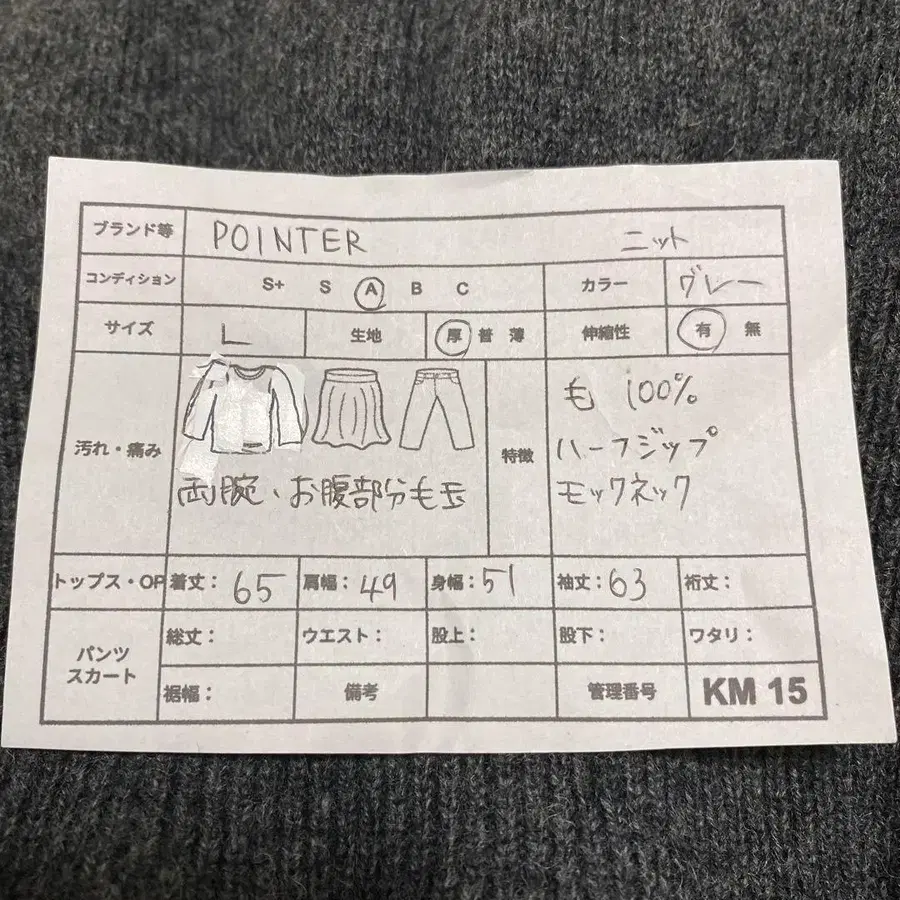 ブランド等 POINTER ニット
コンディション S+ S A B C カラー グレー
サイズ L 生地 厚 普 薄 伸縮性 有 無
汚れ・痛み 両腕、お腹部分毛玉
特徴 毛 100%
ハーフジップ
モックネック
トップス・OP 着丈：65 肩幅：49 身幅：51 袖丈：63 裄丈：
パンツ
スカート
総丈： ウエスト： 股上： 股下： ワタリ：
裾幅： 備考 管理番号 KM 15